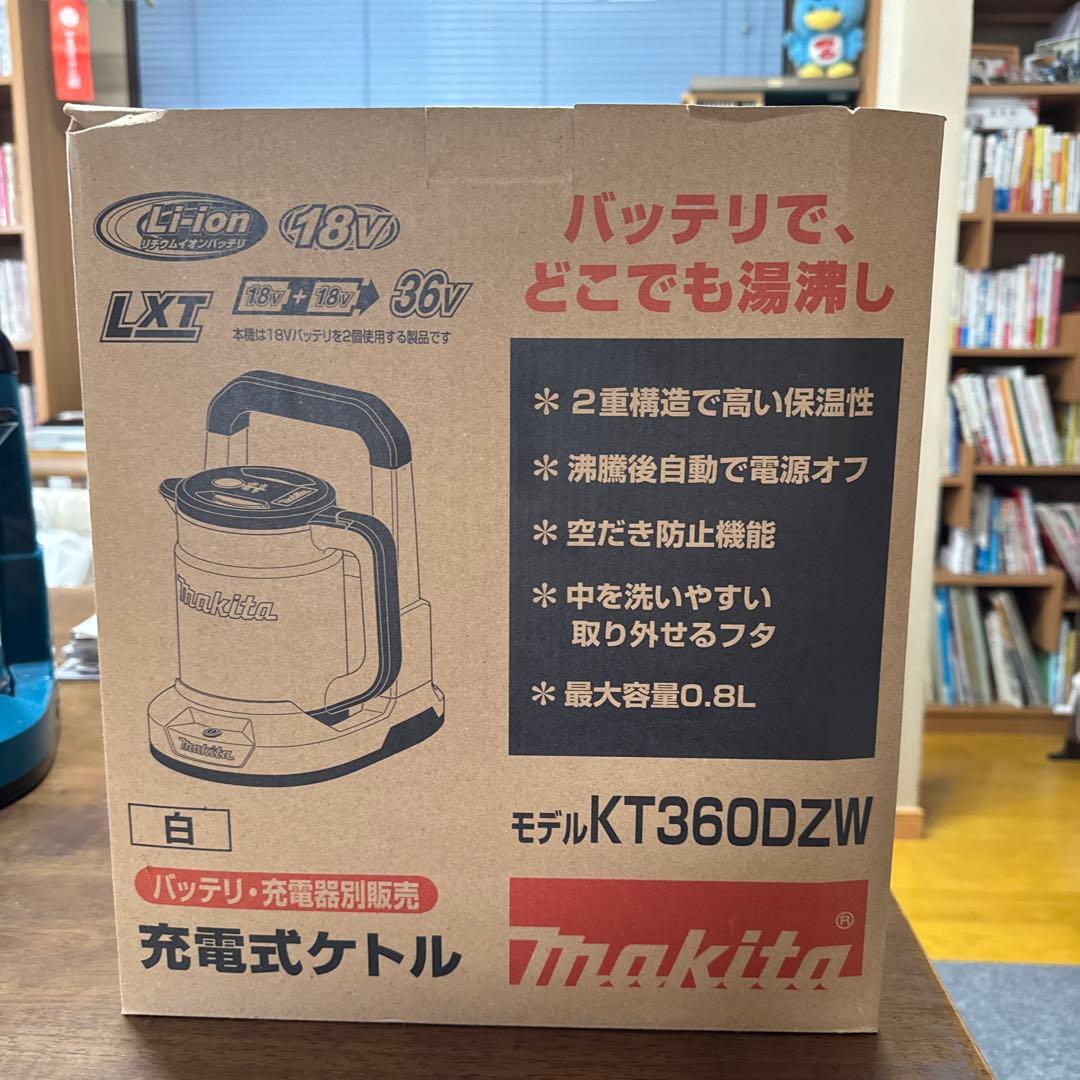 Li-ion
リチウムイオンバッテリ
18V
LXT
18V + 18V 36V
本機は18Vバッテリを2個使用する製品です
バッテリで、
どこでも湯沸し
＊ 2重構造で高い保温性
＊ 沸騰後自動で電源オフ
＊ 空だき防止機能
＊ 中を洗いやすい
取り外せるフタ
＊ 最大容量0.8L
makita
makita
白
モデルKT360DZW
バッテリ・充電器別販売
充電式ケトル
makita®